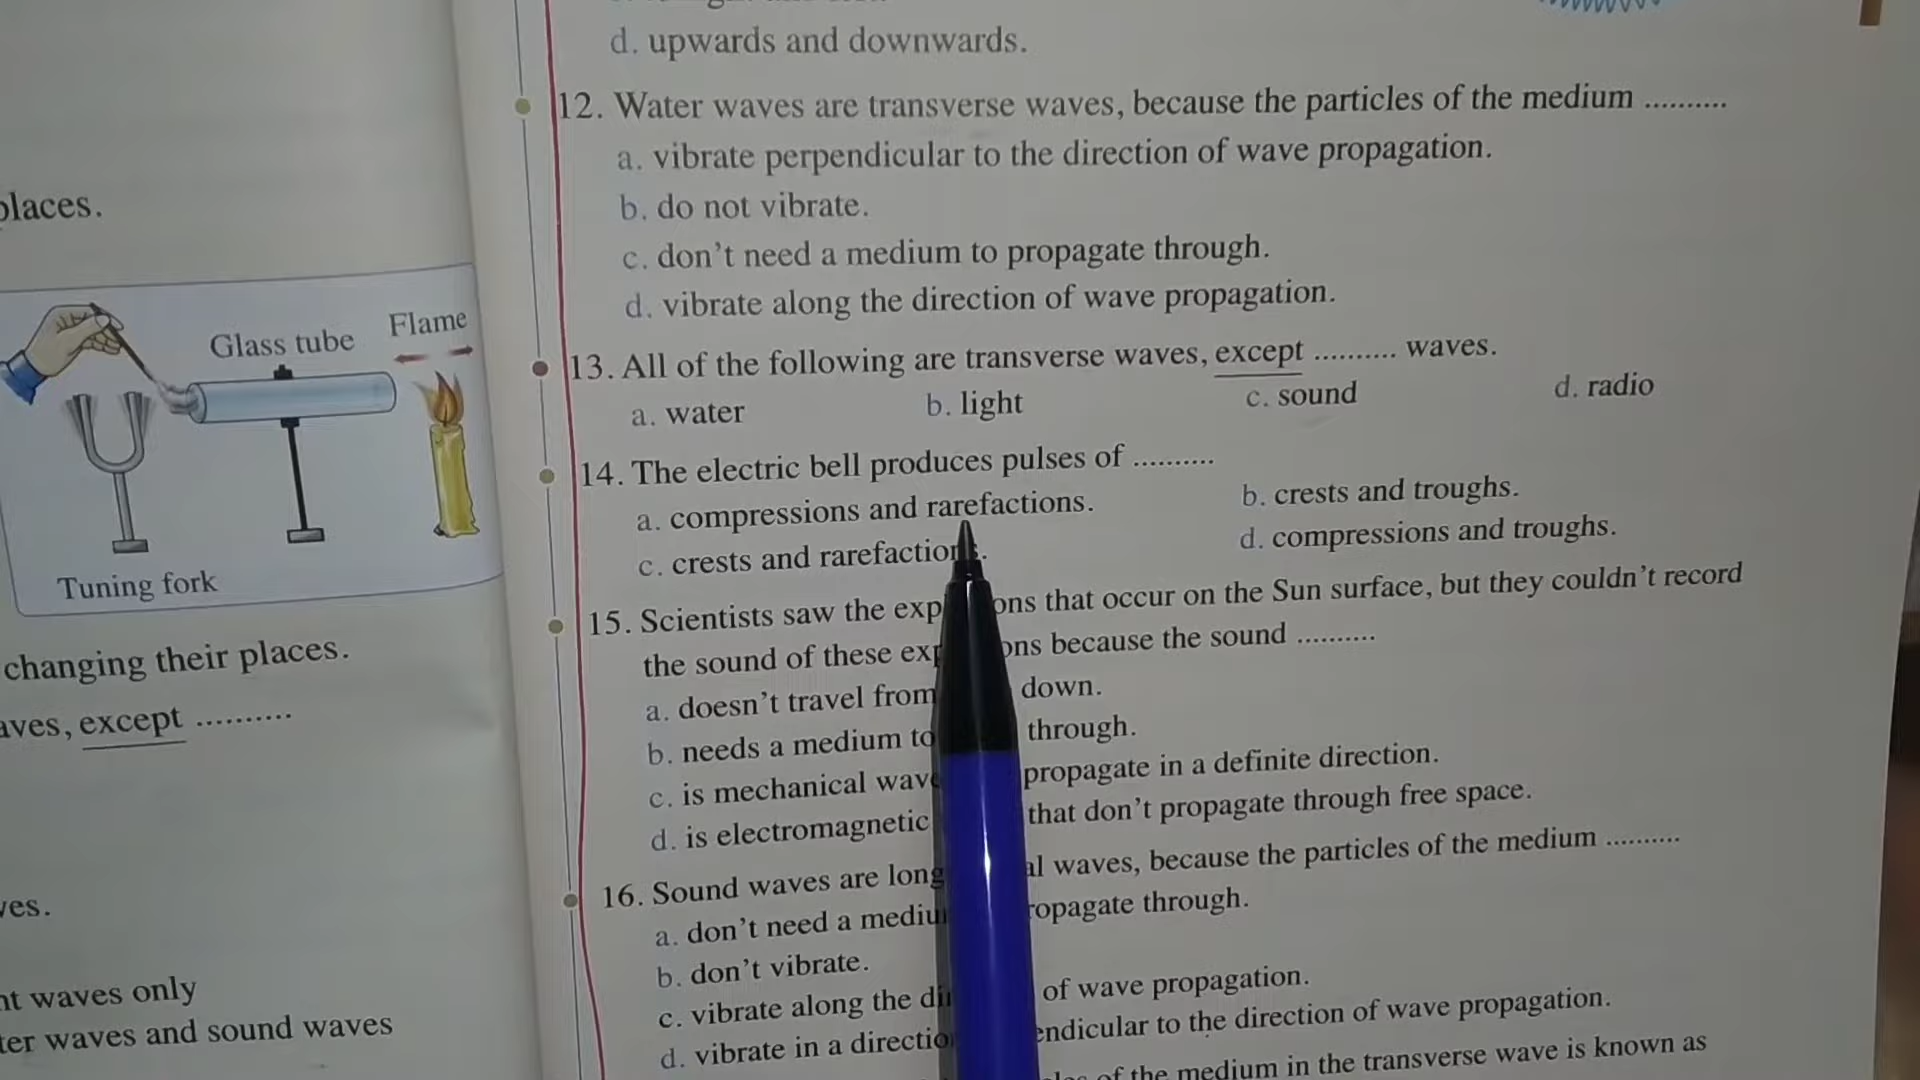 places.
Glass tube
Flame
Tuning fork
changing their places.
except ..........
nt waves only
ter waves and sound waves
d. upwards and downwards.
12. Water waves are transverse waves, because the particles of the medium ..........
a. vibrate perpendicular to the direction of wave propagation.
b. do not vibrate.
c. don't need a medium to propagate through.
d. vibrate along the direction of wave propagation.
13. All of the following are transverse waves, except .......... waves.
a. water b. light c. sound d. radio
14. The electric bell produces pulses of ..........
a. compressions and rarefactions. b. crests and troughs.
c. crests and rarefactions. d. compressions and troughs.
15. Scientists saw the exp ons that occur on the Sun surface, but they couldn't record
the sound of these exp ons because the sound ..........
a. doesn't travel from down.
b. needs a medium to through.
c. is mechanical wave propagate in a definite direction.
d. is electromagnetic that don't propagate through free space.
16. Sound waves are long al waves, because the particles of the medium ..........
a. don't need a mediu ropagate through.
b. don't vibrate.
c. vibrate along the di of wave propagation.
d. vibrate in a directio endicular to the direction of wave propagation.
of the medium in the transverse wave is known as